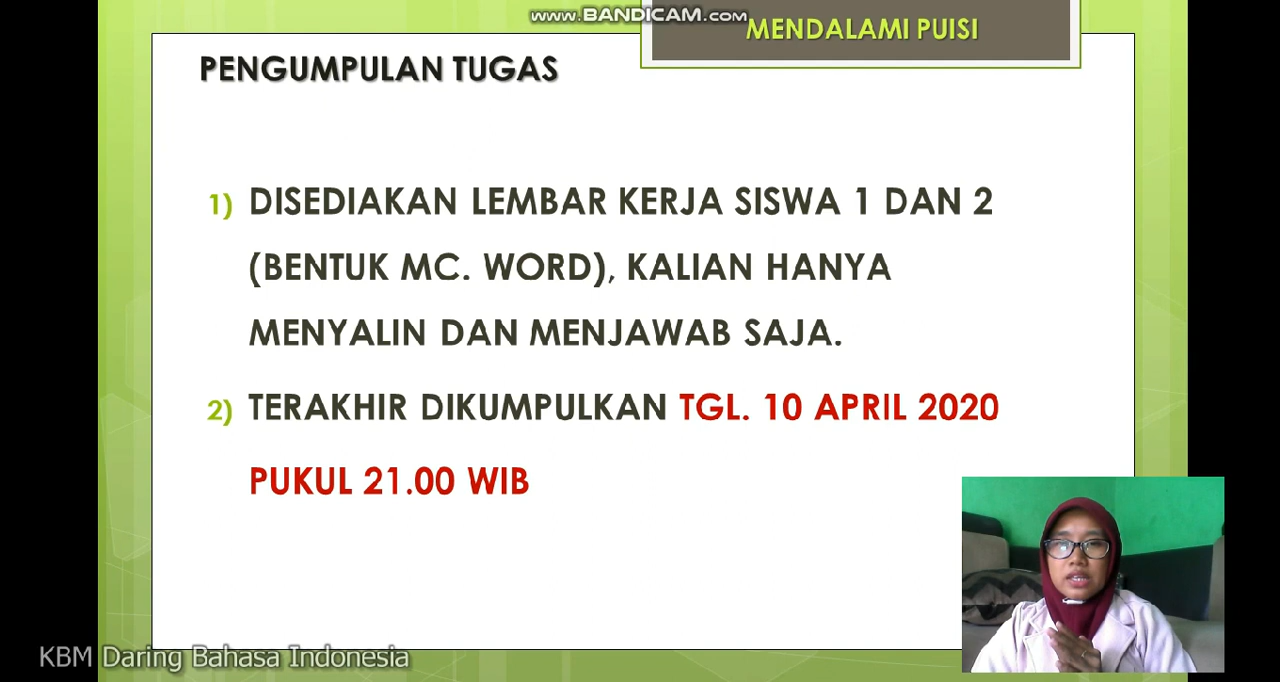 www.BANDICAM.com
MENDALAMI PUISI
PENGUMPULAN TUGAS
1) DISEDIAKAN LEMBAR KERJA SISWA 1 DAN 2
(BENTUK MC. WORD), KALIAN HANYA
MENYALIN DAN MENJAWAB SAJA.
2) TERAKHIR DIKUMPULKAN TGL. 10 APRIL 2020
PUKUL 21.00 WIB
KBM Daring Bahasa Indonesia